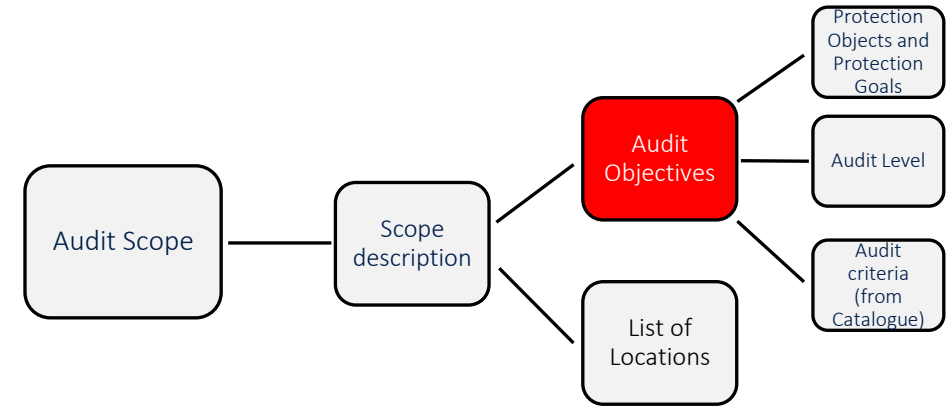 Audit Scope
Scope
description
Audit
Objectives
List of
Locations
Protection
Objects and
Protection
Goals
Audit Level
Audit
criteria
(from
Catalogue)